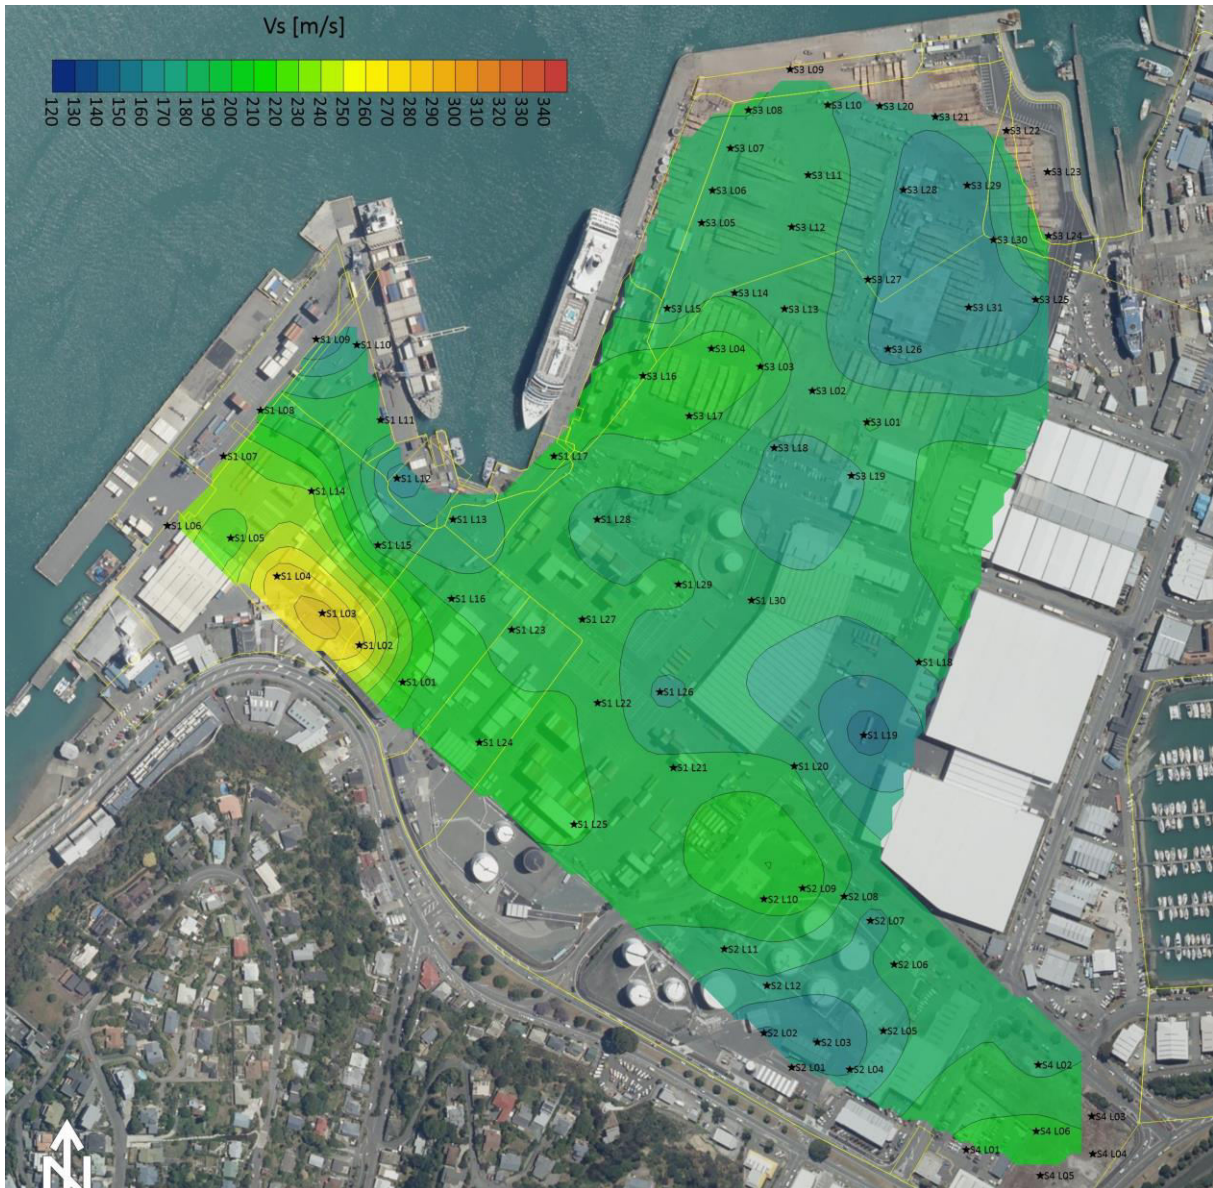 Vs [m/s]
120 130 140 150 160 170 180 190 200 210 220 230 240 250 260 270 280 290 300 310 320 330 340
S3 L09
S3 L08
S3 L10
S3 L20
S3 L21
S3 L22
S3 L07
S3 L11
S3 L23
S3 L06
S3 L28
S3 L29
S3 L05
S3 L12
S3 L30
S3 L24
S3 L27
S3 L14
S3 L25
S3 L15
S3 L13
S3 L31
S1 L09
S1 L10
S3 L04
S3 L26
S3 L03
S3 L16
S3 L02
S1 L08
S1 L11
S3 L17
S3 L01
S3 L18
S1 L07
S1 L17
S3 L19
S1 L12
S1 L14
S1 L13
S1 L28
S1 L06
S1 L05
S1 L15
S1 L04
S1 L29
S1 L16
S1 L30
S1 L03
S1 L27
S1 L23
S1 L02
S1 L18
S1 L01
S1 L26
S1 L22
S1 L19
S1 L24
S1 L21
S1 L20
S1 L25
S2 L09
S2 L10
S2 L08
S2 L07
S2 L11
S2 L06
S2 L12
S2 L02
S2 L05
S2 L03
S2 L01
S2 L04
S4 L02
S4 L03
S4 L06
S4 L01
S4 L04
S4 L05
N